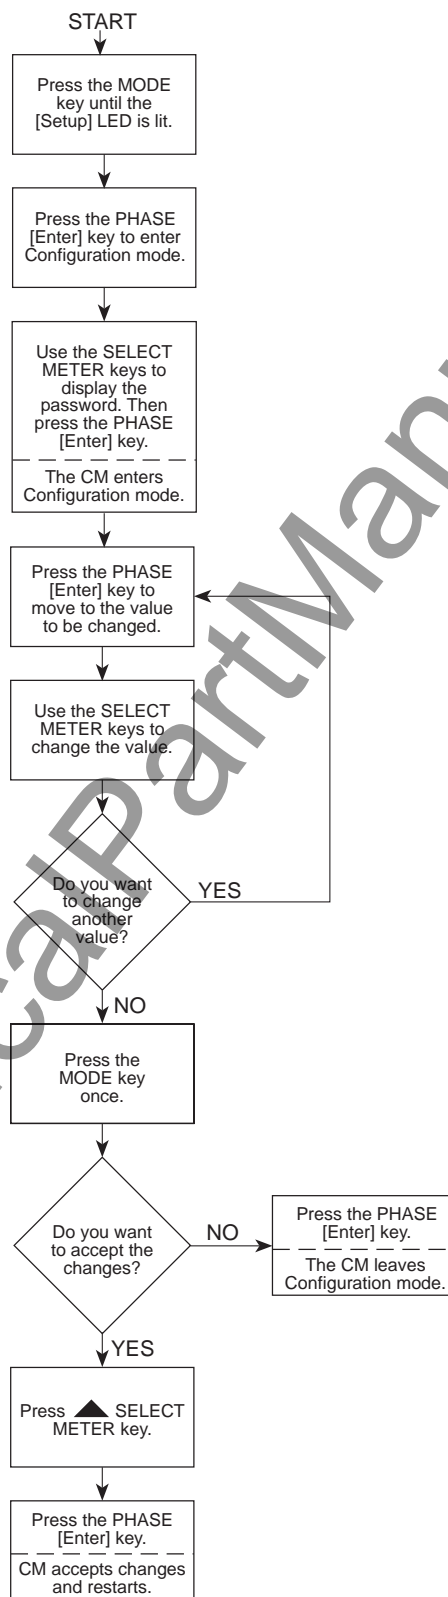 START
Press the MODE
key until the
[Setup] LED is lit.
Press the PHASE
[Enter] key to enter
Configuration mode.
Use the SELECT
METER keys to
display the
password. Then
press the PHASE
[Enter] key.
The CM enters
Configuration mode.
Press the PHASE
[Enter] key to
move to the value
to be changed.
Use the SELECT
METER keys to
change the value.
Do you want
to change
another
value?
YES
NO
Press the
MODE key
once.
Do you want
to accept the
changes?
NO
Press the PHASE
[Enter] key.
The CM leaves
Configuration mode.
YES
Press ▲ SELECT
METER key.
Press the PHASE
[Enter] key.
CM accepts changes
and restarts.
calPartMan